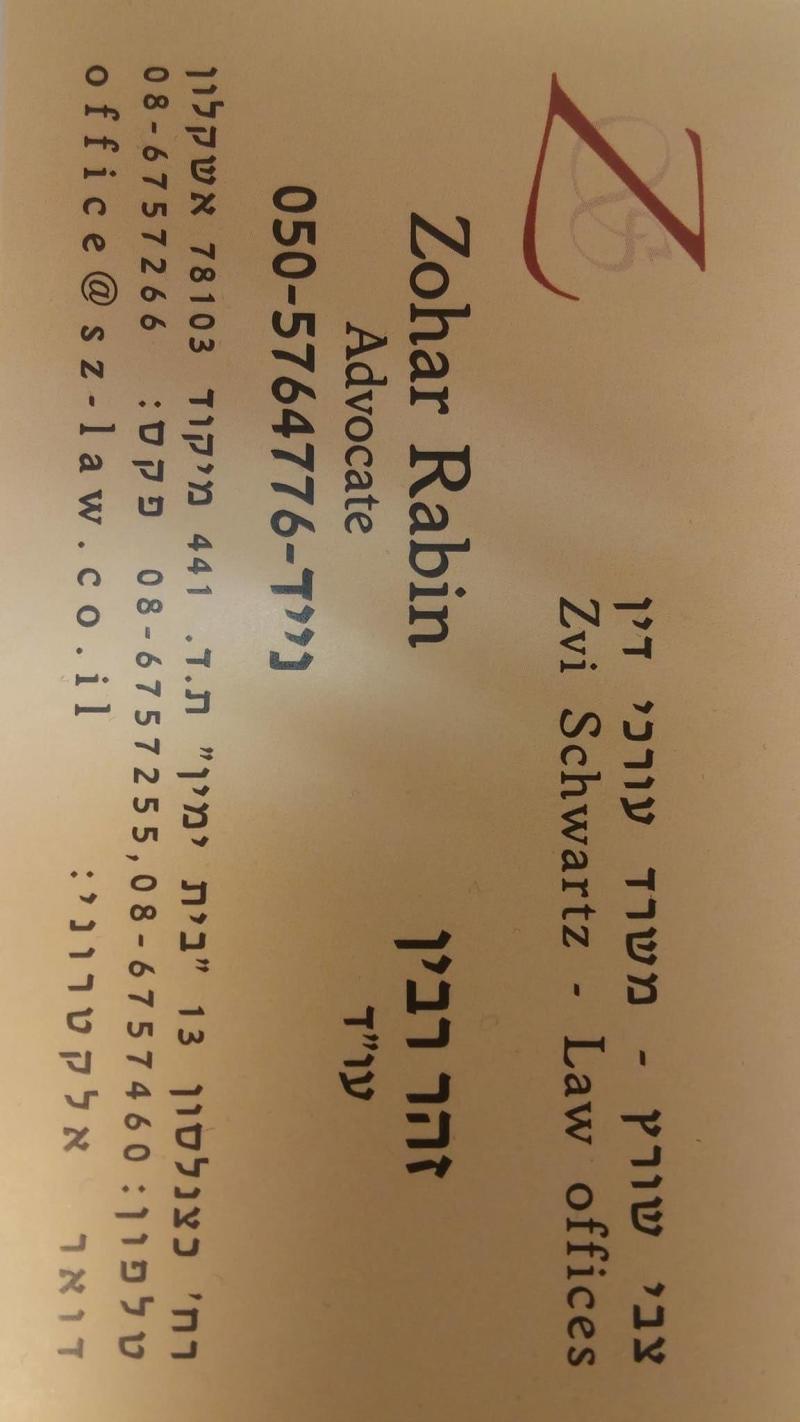 צבי שורץ - משרד עורכי דין
Zvi Schwartz - Law offices
Zohar Rabin
זהר רבין
Advocate
עו"ד
נייד-050-5764776
רח' כצנלסון 13 "בית ימין" ת.ד. 441 מיקוד 78103 אשקלון
טלפון: 08-6757255,08-6757460 פקס: 08-6757266
דואר אלקטרוני: office@sz-law.co.il